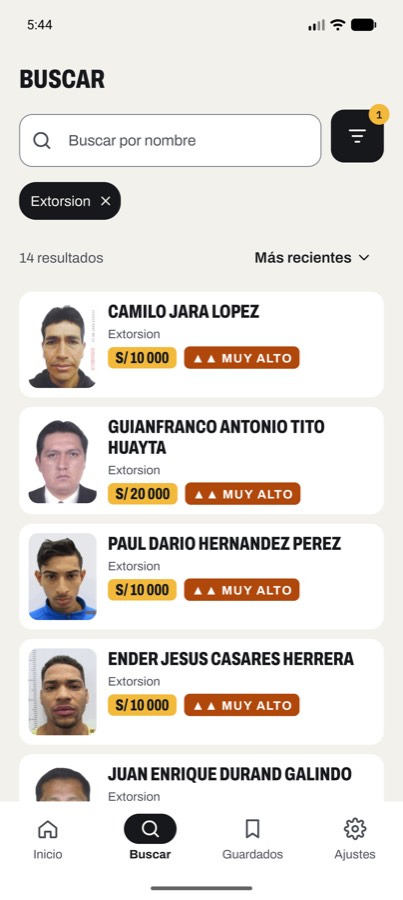 5:44
BUSCAR
Buscar por nombre
1
Extorsion ×
14 resultados
Más recientes
CAMILO JARA LOPEZ
Extorsion
S/ 10 000
▲▲ MUY ALTO
GUIANFRANCO ANTONIO TITO
HUAYTA
Extorsion
S/ 20 000
▲▲ MUY ALTO
PAUL DARIO HERNANDEZ PEREZ
Extorsion
S/ 10 000
▲▲ MUY ALTO
ENDER JESUS CASARES HERRERA
Extorsion
S/ 10 000
▲▲ MUY ALTO
JUAN ENRIQUE DURAND GALINDO
Extorsion
Inicio
Buscar
Guardados
Ajustes